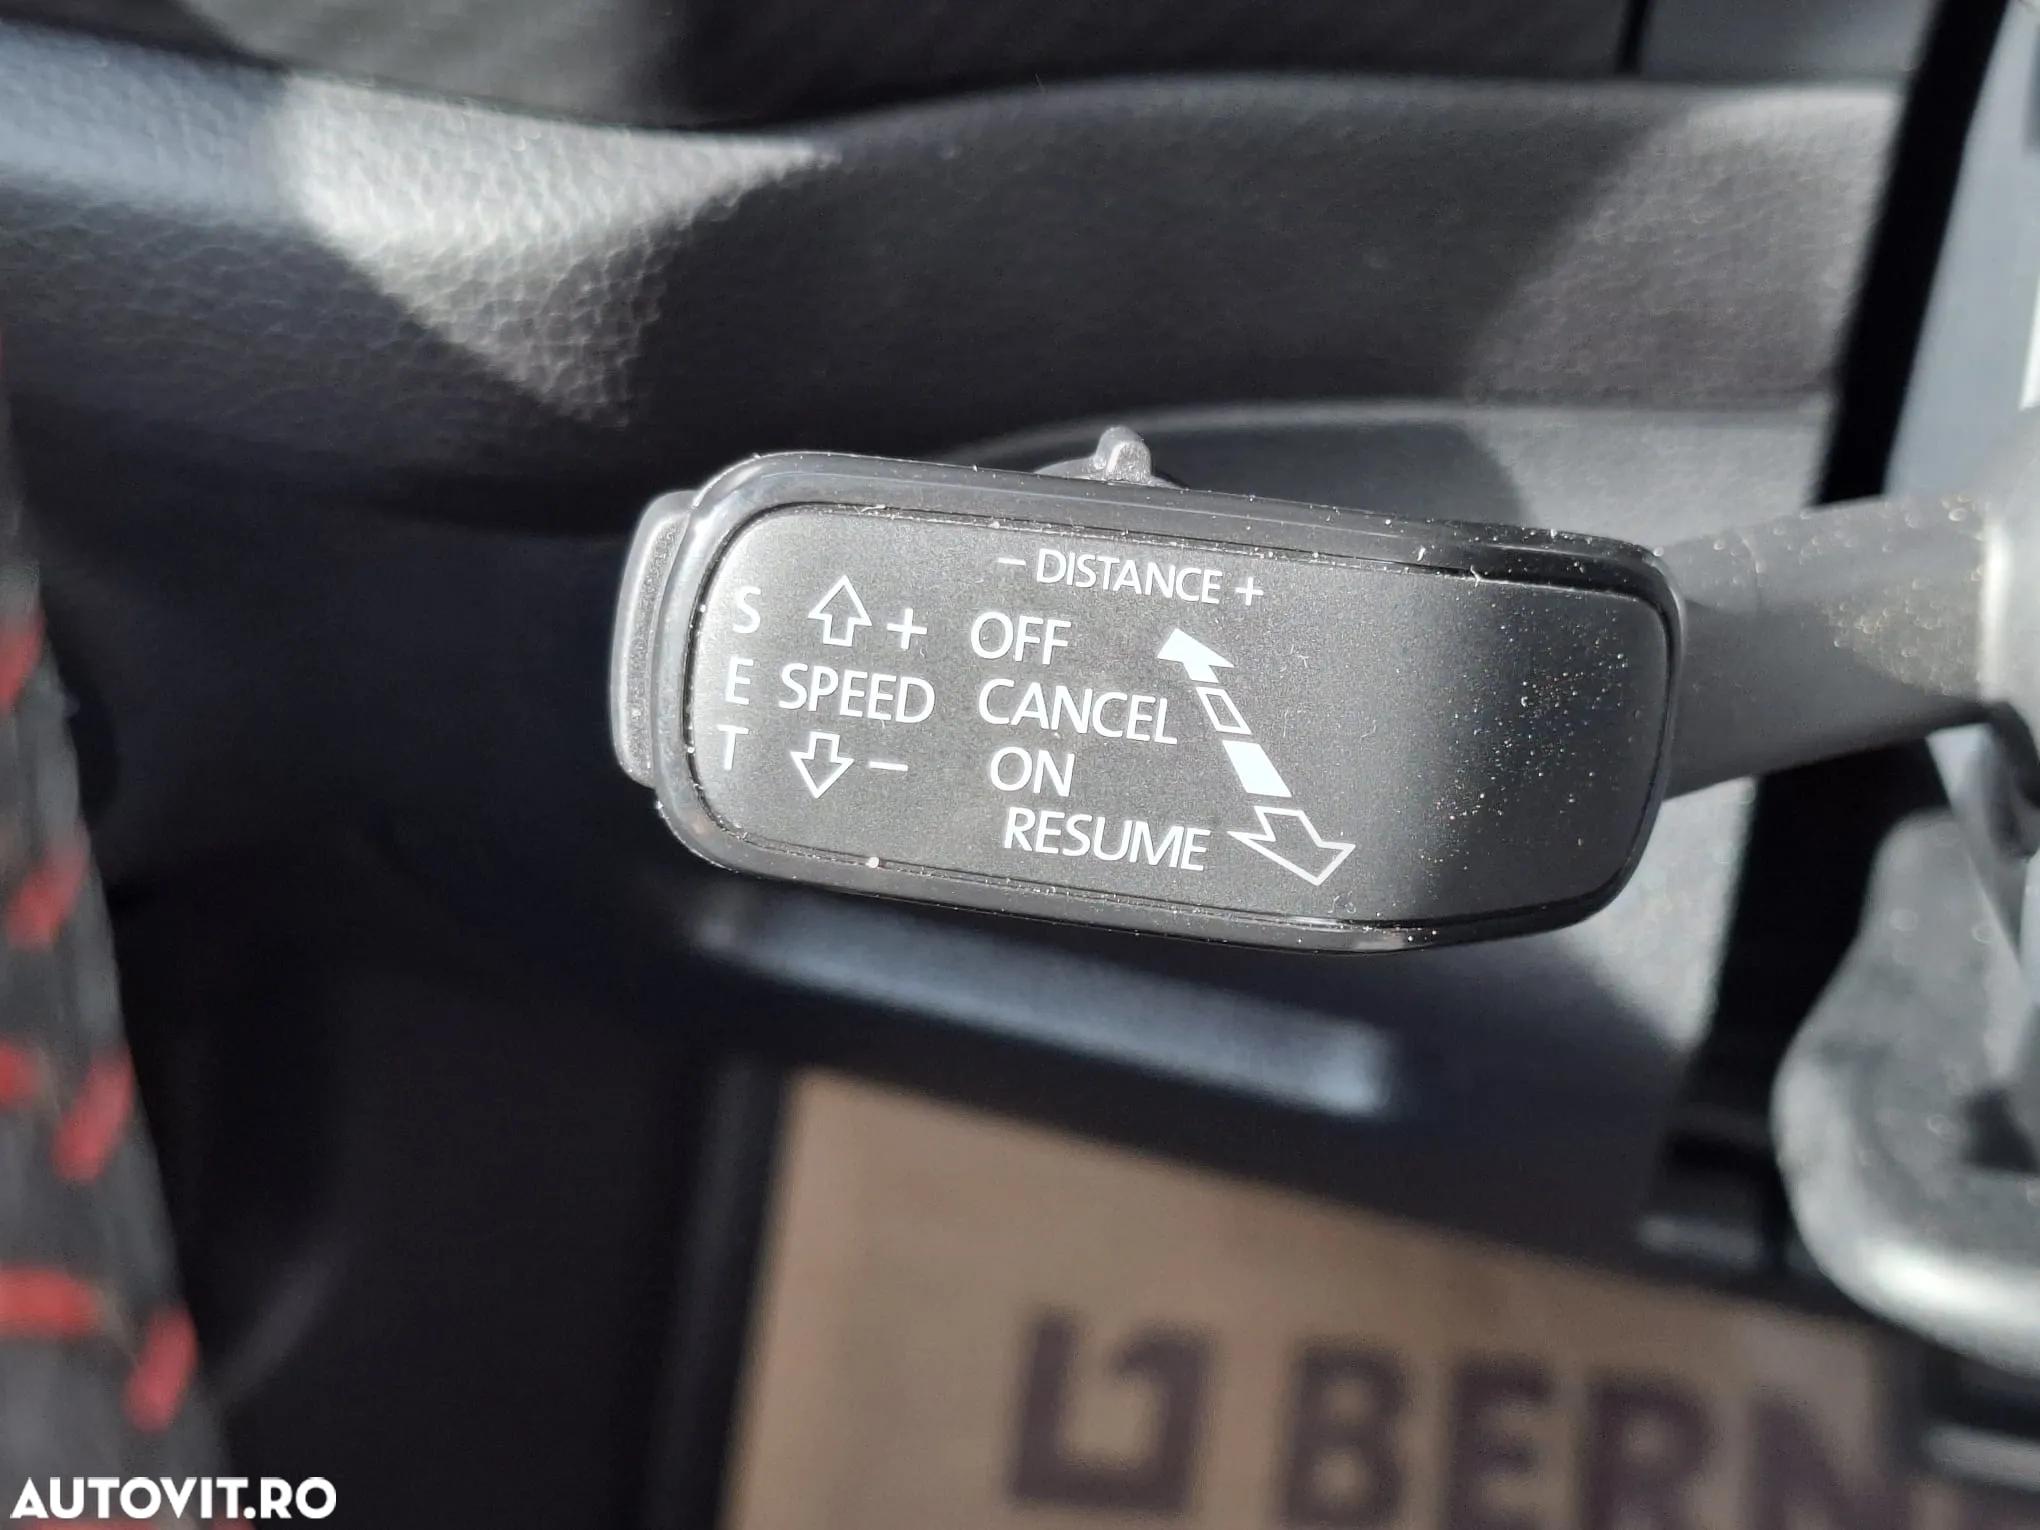 – DISTANCE +
S + OFF
E SPEED CANCEL
T – ON
RESUME
BERN
AUTOVIT.RO